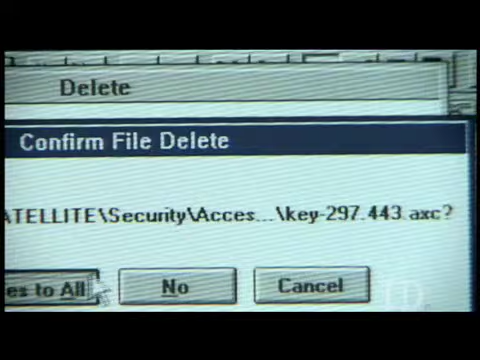 Delete
Confirm File Delete
ATELLITE\Security\Acces...\key-297.443.axc?
es to All
No
Cancel